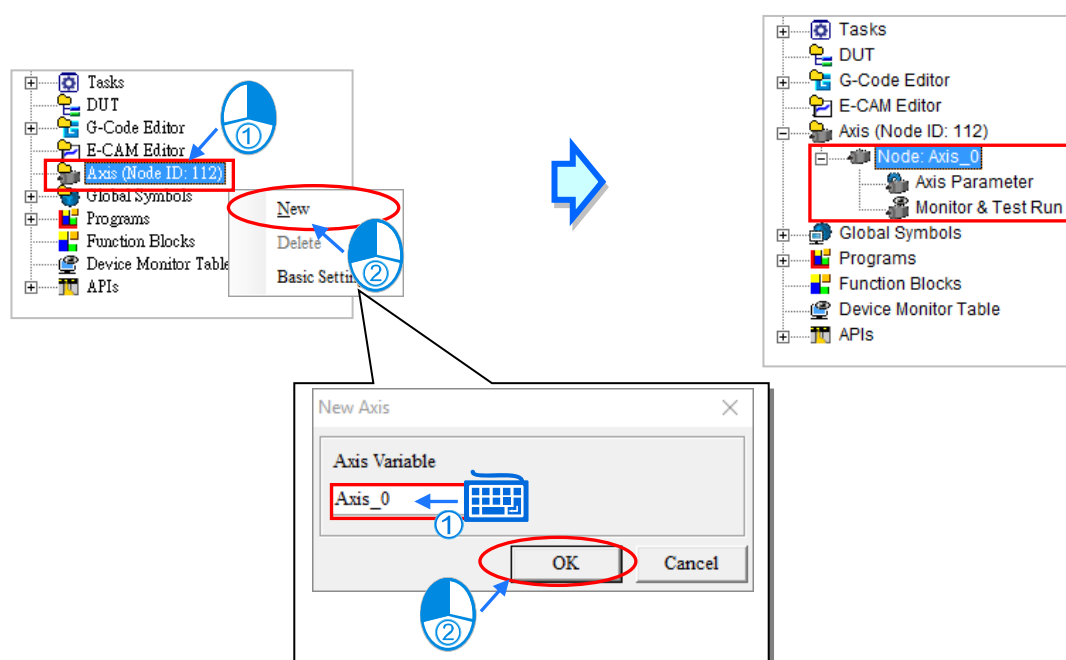 Tasks
DUT
G-Code Editor
E-CAM Editor
Axis (Node ID: 112)
Global Symbols
Programs
Function Blocks
Device Monitor Table
APIs
1
New
Delete
Basic Settin
2
New Axis
Axis Variable
Axis_0
1
OK
Cancel
2
Tasks
DUT
G-Code Editor
E-CAM Editor
Axis (Node ID: 112)
Node: Axis_0
Axis Parameter
Monitor & Test Run
Global Symbols
Programs
Function Blocks
Device Monitor Table
APIs